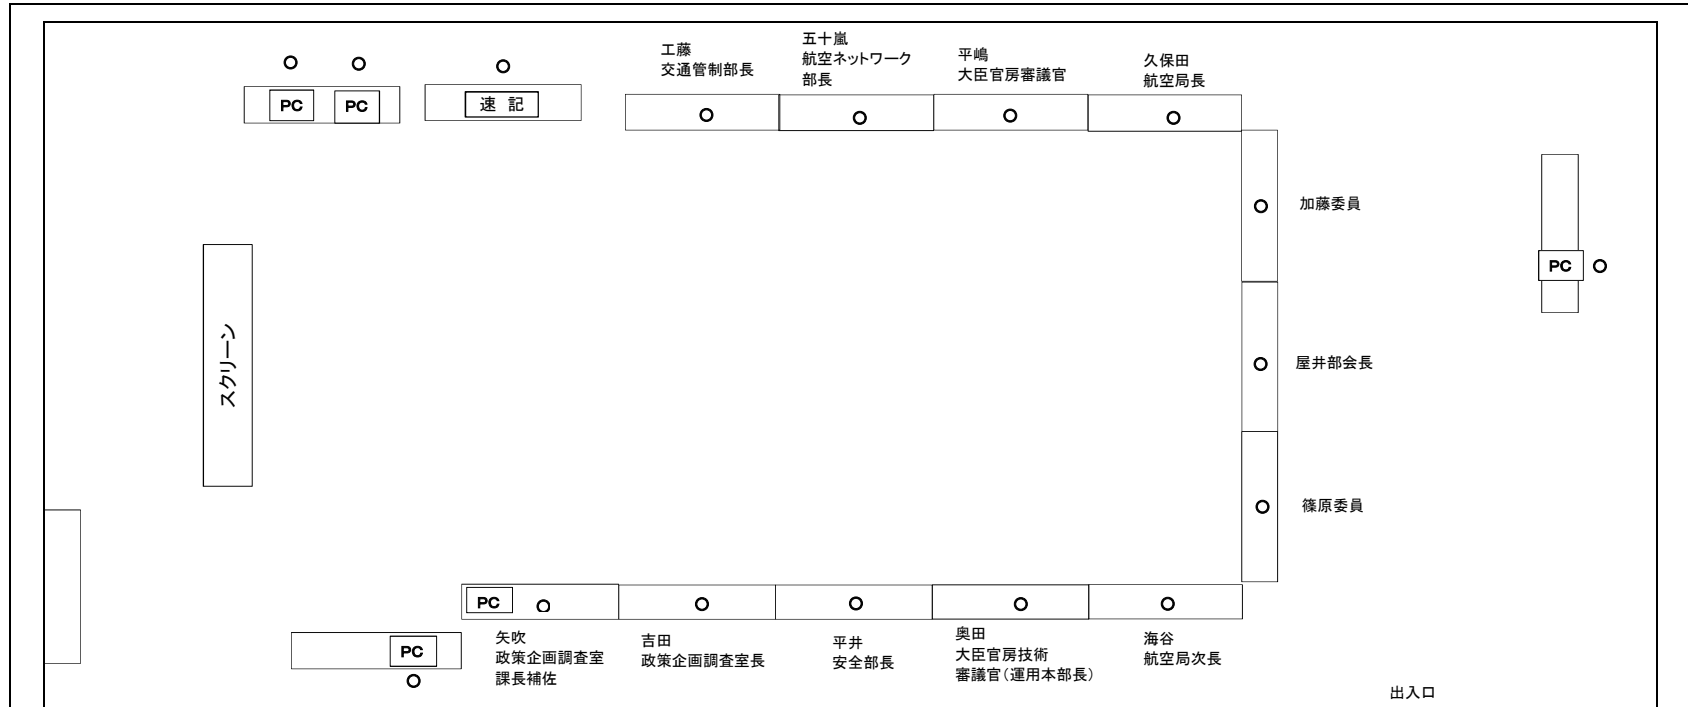 工藤
交通管制部長
五十嵐
航空ネットワーク
部長
平嶋
大臣官房審議官
久保田
航空局長
PC
PC
速 記
加藤委員
PC
スクリーン
屋井部会長
篠原委員
PC
矢吹
政策企画調査室
課長補佐
吉田
政策企画調査室長
平井
安全部長
奥田
大臣官房技術
審議官(運用本部長)
海谷
航空局次長
PC
出入口